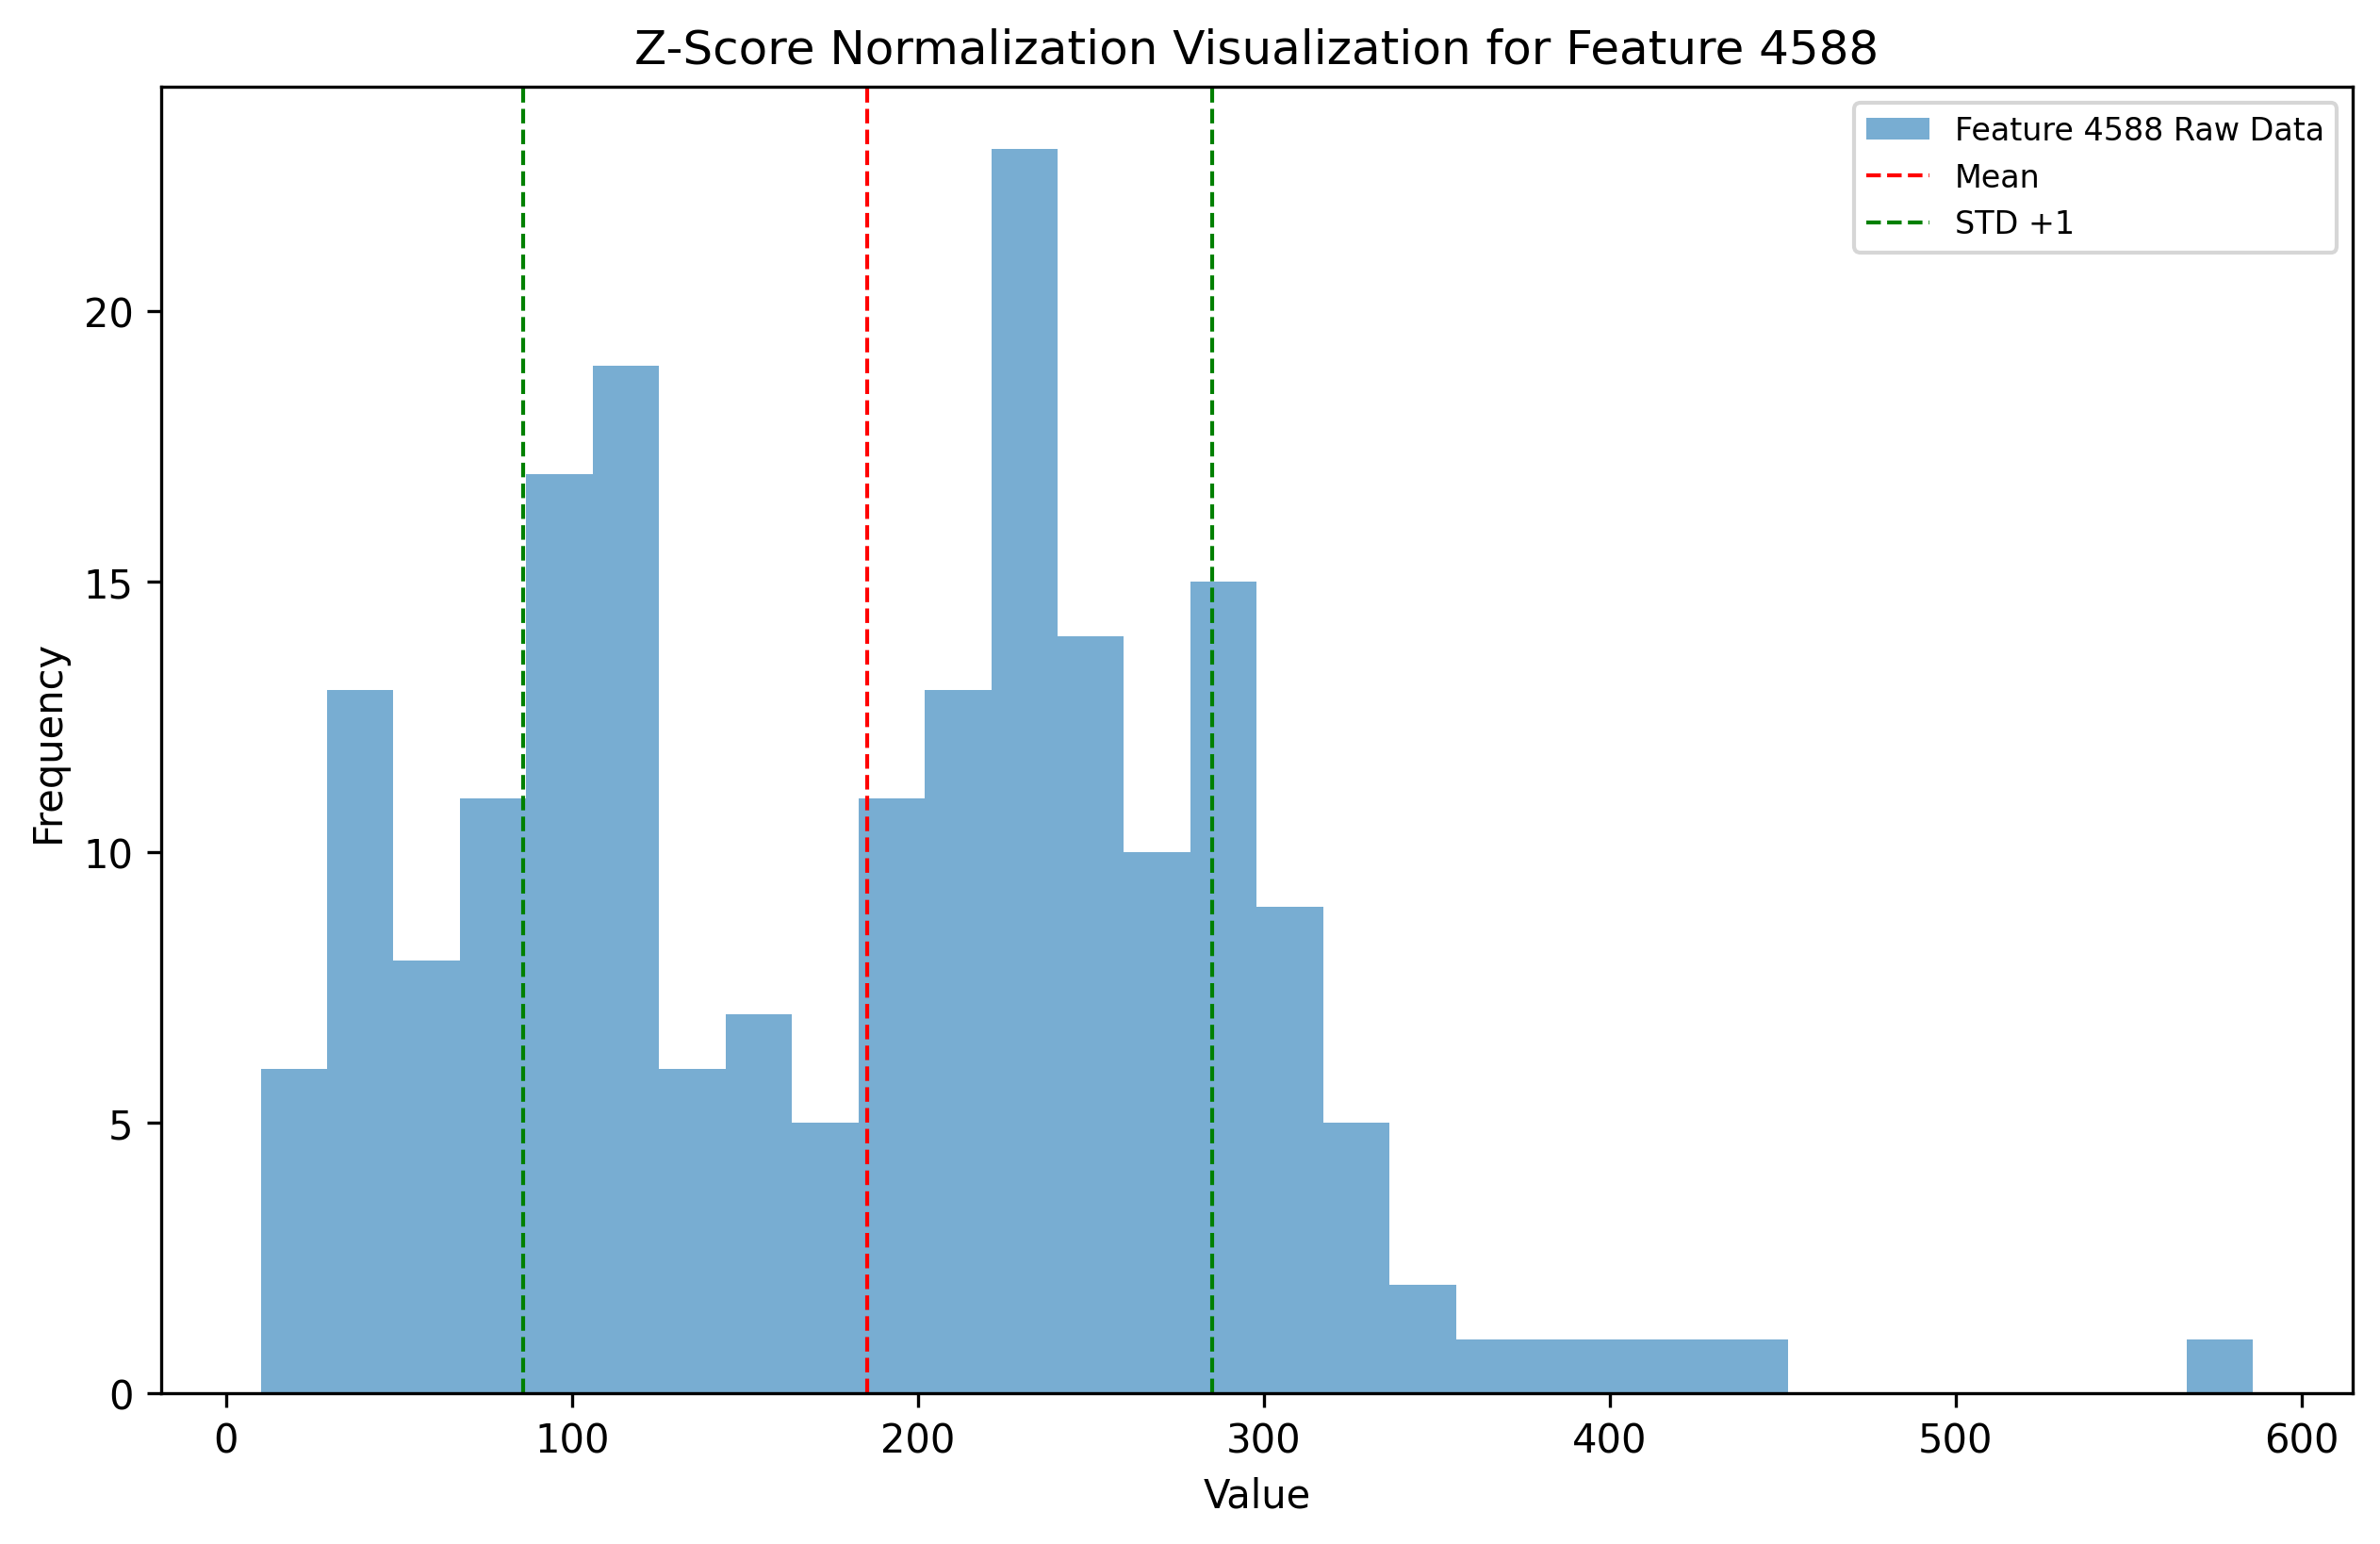 Z-Score Normalization Visualization for Feature 4588
Feature 4588 Raw Data
Mean
STD +1
Frequency
20
15
10
5
0
0 100 200 300 400 500 600
Value